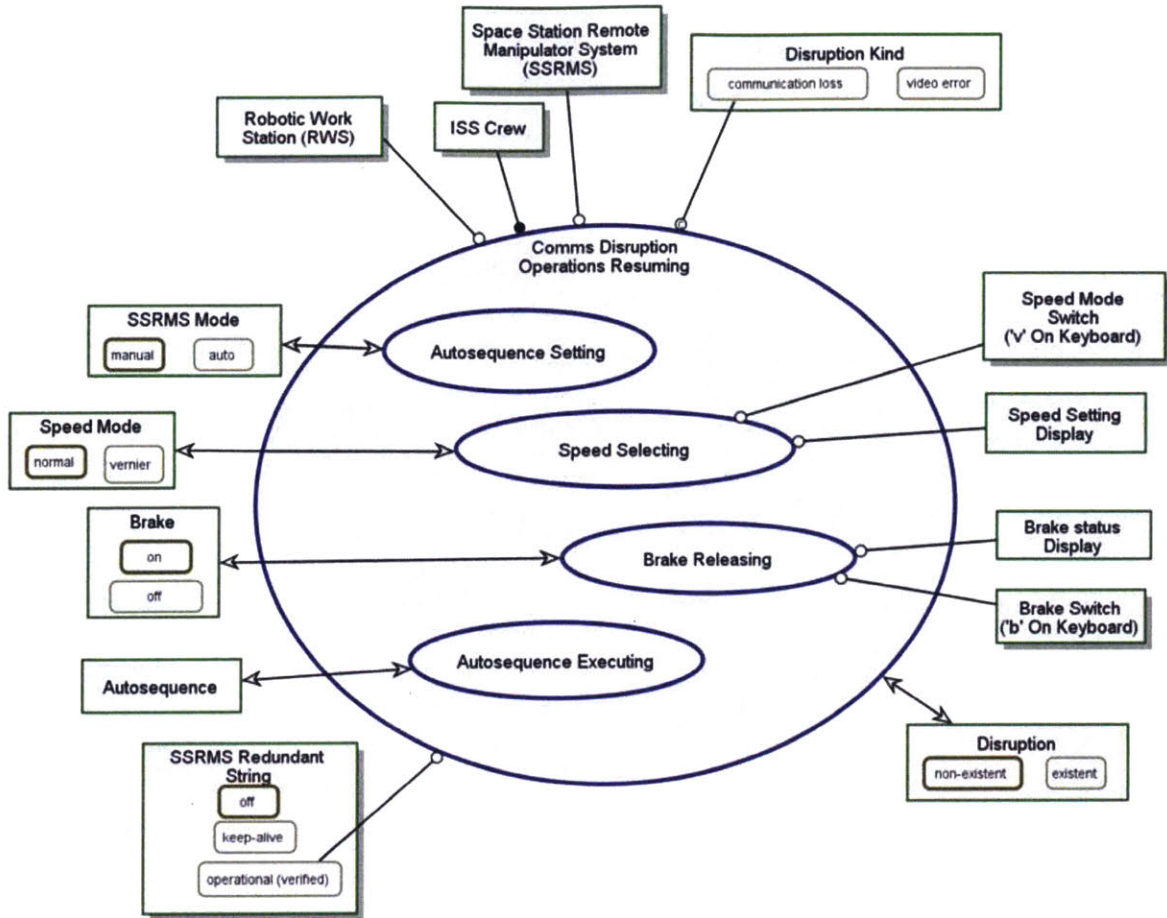 Space Station Remote
Manipulator System
(SSRMS)
Disruption Kind
communication loss
video error
Robotic Work
Station (RWS)
ISS Crew
Comms Disruption
Operations Resuming
Speed Mode
Switch
('v' On Keyboard)
SSRMS Mode
manual
auto
Autosequence Setting
Speed Mode
normal
vernier
Speed Selecting
Speed Setting
Display
Brake
on
off
Brake Releasing
Brake status
Display
Brake Switch
('b' On Keyboard)
Autosequence
Autosequence Executing
SSRMS Redundant
String
off
keep-alive
operational (verified)
Disruption
non-existent
existent